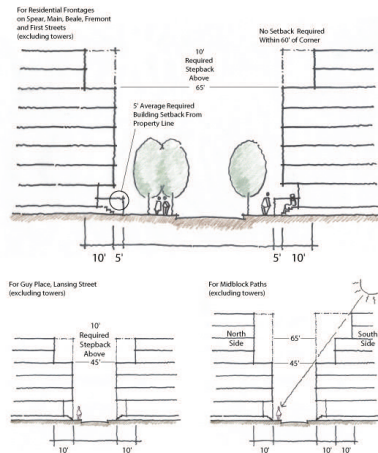 For Residential Frontages
on Spear, Main, Beale, Fremont
and First Streets
(excluding towers)
No Setback Required
Within 60' of Corner
10'
Required
Stepback
Above
65'
5' Average Required
Building Setback From
Property Line
10' 5' 5' 10'
For Guy Place, Lansing Street
(excluding towers)
10'
Required
Stepback
Above
45'
10' 10'
For Midblock Paths
(excluding towers)
North
Side
South
Side
65'
45'
10' 10' 10'